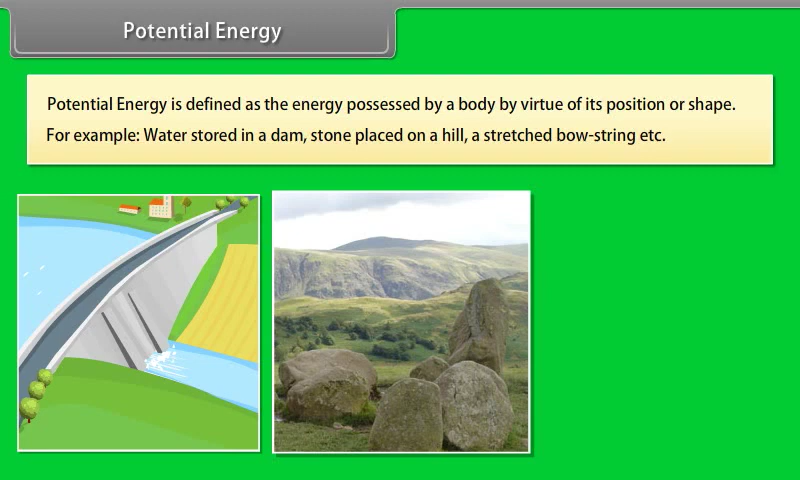 Potential Energy
Potential Energy is defined as the energy possessed by a body by virtue of its position or shape.
For example: Water stored in a dam, stone placed on a hill, a stretched bow-string etc.